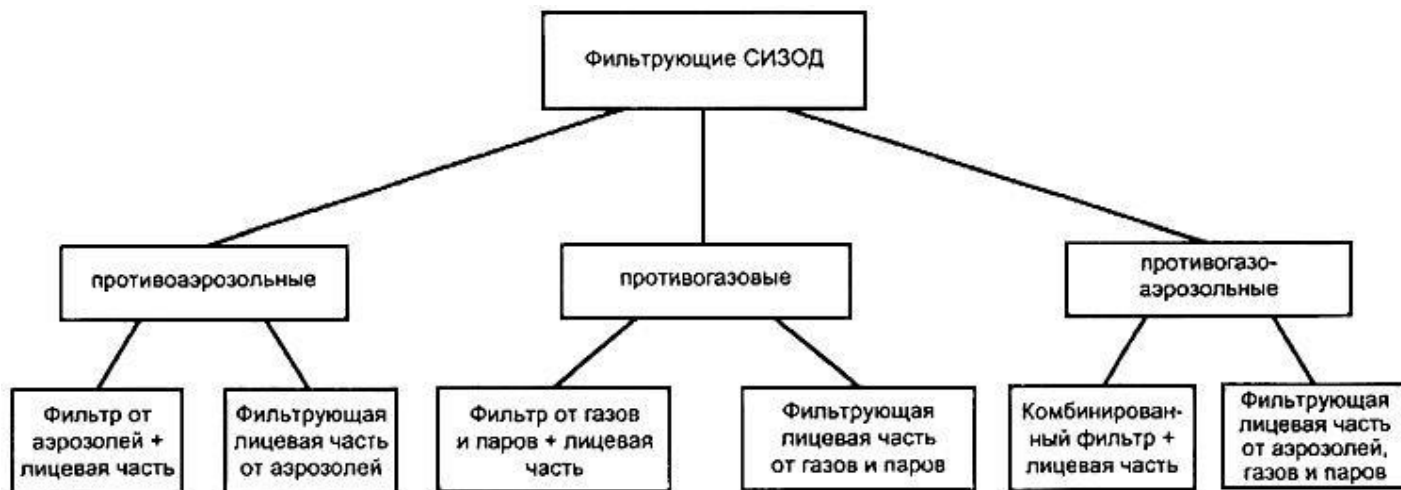 Фильтрующие СИЗОД
противоаэрозольные
противогазовые
противогазо-
аэрозольные
Фильтр от
аэрозолей +
лицевая часть
Фильтрующая
лицевая часть
от аэрозолей
Фильтр от газов
и паров + лицевая
часть
Фильтрующая
лицевая часть
от газов и паров
Комбинирован-
ный фильтр +
лицевая часть
Фильтрующая
лицевая часть
от аэрозолей,
газов и паров